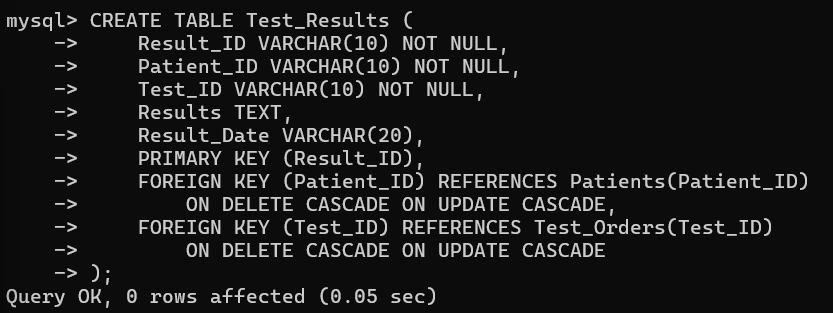 mysql> CREATE TABLE Test_Results (
    ->     Result_ID VARCHAR(10) NOT NULL,
    ->     Patient_ID VARCHAR(10) NOT NULL,
    ->     Test_ID VARCHAR(10) NOT NULL,
    ->     Results TEXT,
    ->     Result_Date VARCHAR(20),
    ->     PRIMARY KEY (Result_ID),
    ->     FOREIGN KEY (Patient_ID) REFERENCES Patients(Patient_ID)
    ->         ON DELETE CASCADE ON UPDATE CASCADE,
    ->     FOREIGN KEY (Test_ID) REFERENCES Test_Orders(Test_ID)
    ->         ON DELETE CASCADE ON UPDATE CASCADE
    -> );
Query OK, 0 rows affected (0.05 sec)